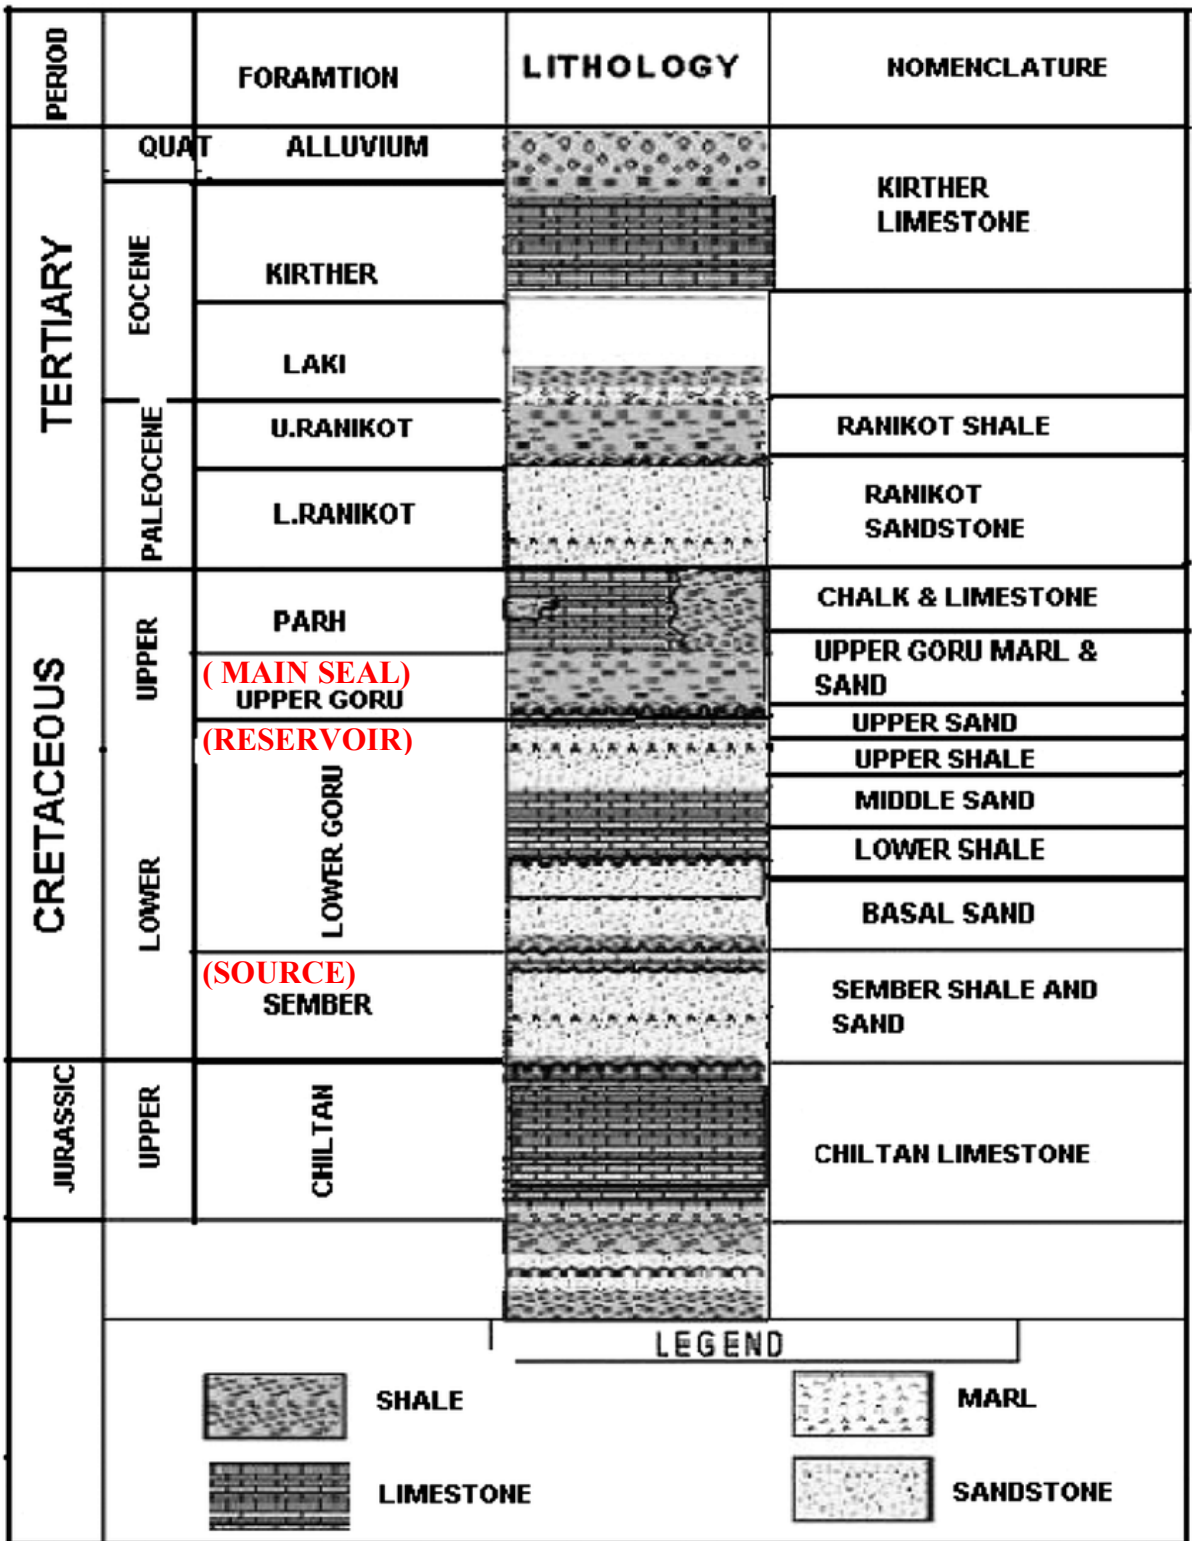 PERIOD
FORAMTION
LITHOLOGY
NOMENCLATURE
TERTIARY
QUAT
ALLUVIUM
KIRTHER
LIMESTONE
EOCENE
KIRTHER
LAKI
PALEOCENE
U.RANIKOT
RANIKOT SHALE
L.RANIKOT
RANIKOT
SANDSTONE
CRETACEOUS
UPPER
PARH
CHALK & LIMESTONE
( MAIN SEAL)
UPPER GORU
UPPER GORU MARL &
SAND
(RESERVOIR)
UPPER SAND
UPPER SHALE
LOWER
LOWER GORU
MIDDLE SAND
LOWER SHALE
BASAL SAND
(SOURCE)
SEMBER
SEMBER SHALE AND
SAND
JURASSIC
UPPER
CHILTAN
CHILTAN LIMESTONE
LEGEND
SHALE
MARL
LIMESTONE
SANDSTONE